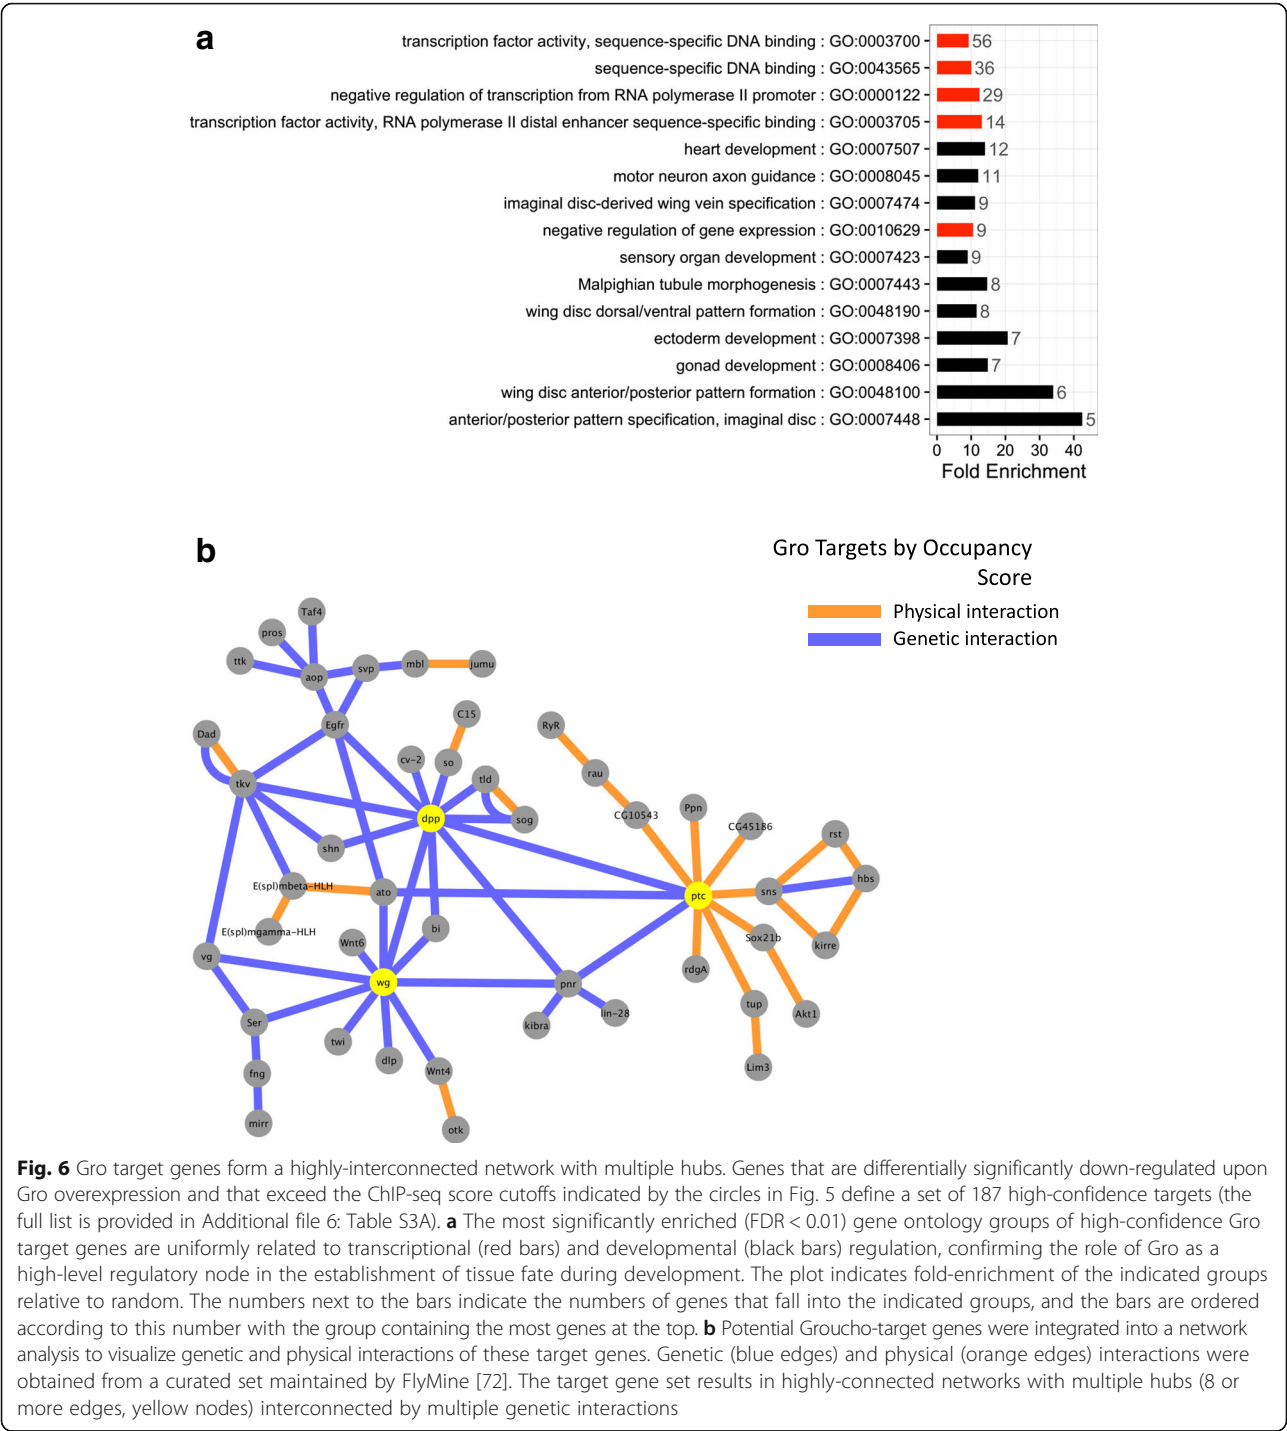 a
transcription factor activity, sequence-specific DNA binding : GO:0003700 56
sequence-specific DNA binding : GO:0043565 36
negative regulation of transcription from RNA polymerase II promoter : GO:0000122 29
transcription factor activity, RNA polymerase II distal enhancer sequence-specific binding : GO:0003705 14
heart development : GO:0007507 12
motor neuron axon guidance : GO:0008045 11
imaginal disc-derived wing vein specification : GO:0007474 9
negative regulation of gene expression : GO:0010629 9
sensory organ development : GO:0007423 9
Malpighian tubule morphogenesis : GO:0007443 8
wing disc dorsal/ventral pattern formation : GO:0048190 8
ectoderm development : GO:0007398 7
gonad development : GO:0008406 7
wing disc anterior/posterior pattern formation : GO:0048100 6
anterior/posterior pattern specification, imaginal disc : GO:0007448 5
0 10 20 30 40
Fold Enrichment
b
Gro Targets by Occupancy
Score
Physical interaction
Genetic interaction
Taf4
pros
ttk
aop
svp
mbl
jumu
Egfr
C15
RyR
Dad
cv-2
so
tkv
tld
rau
dpp
sog
CG10543
Ppn
CG45186
rst
shn
E(spl)mbeta-HLH
ato
ptc
sns
hbs
E(spl)mgamma-HLH
bi
Wnt6
Sox21b
kirre
vg
rdgA
wg
pnr
Ser
kibra
lin-28
tup
Akt1
twi
dlp
Wnt4
Lim3
fng
mirr
otk
Fig. 6 Gro target genes form a highly-interconnected network with multiple hubs. Genes that are differentially significantly down-regulated upon
Gro overexpression and that exceed the ChIP-seq score cutoffs indicated by the circles in Fig. 5 define a set of 187 high-confidence targets (the
full list is provided in Additional file 6: Table S3A). a The most significantly enriched (FDR < 0.01) gene ontology groups of high-confidence Gro
target genes are uniformly related to transcriptional (red bars) and developmental (black bars) regulation, confirming the role of Gro as a
high-level regulatory node in the establishment of tissue fate during development. The plot indicates fold-enrichment of the indicated groups
relative to random. The numbers next to the bars indicate the numbers of genes that fall into the indicated groups, and the bars are ordered
according to this number with the group containing the most genes at the top. b Potential Groucho-target genes were integrated into a network
analysis to visualize genetic and physical interactions of these target genes. Genetic (blue edges) and physical (orange edges) interactions were
obtained from a curated set maintained by FlyMine [72]. The target gene set results in highly-connected networks with multiple hubs (8 or
more edges, yellow nodes) interconnected by multiple genetic interactions